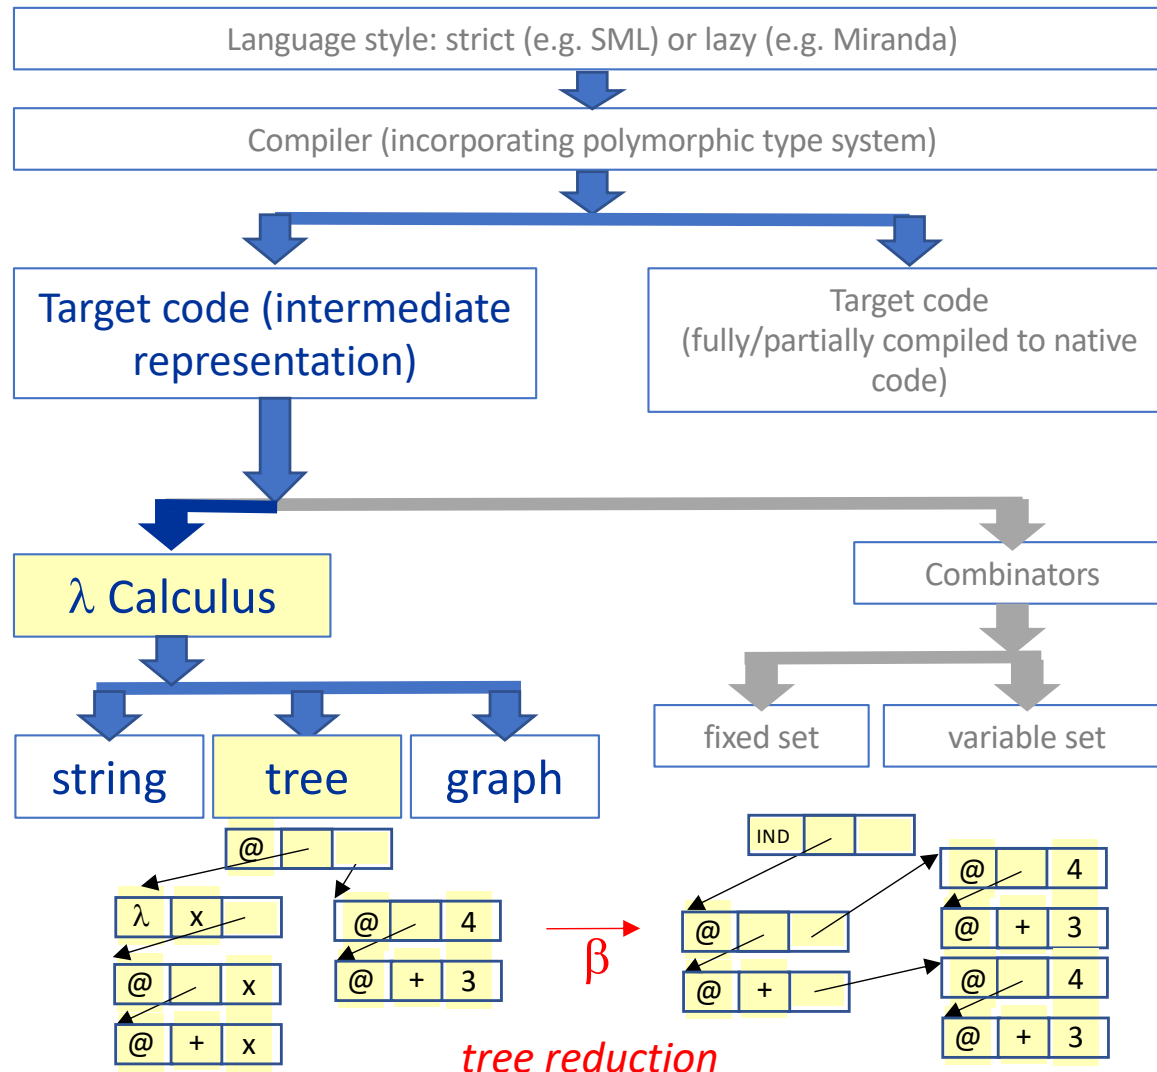 Language style: strict (e.g. SML) or lazy (e.g. Miranda)
Compiler (incorporating polymorphic type system)
Target code (intermediate
representation)
Target code
(fully/partially compiled to native
code)
λ Calculus
Combinators
string
tree
graph
fixed set
variable set
@
λ x
@ x
@ + x
@ 4
@ + 3
β
IND
@
@ +
@ 4
@ + 3
@ 4
@ + 3
tree reduction